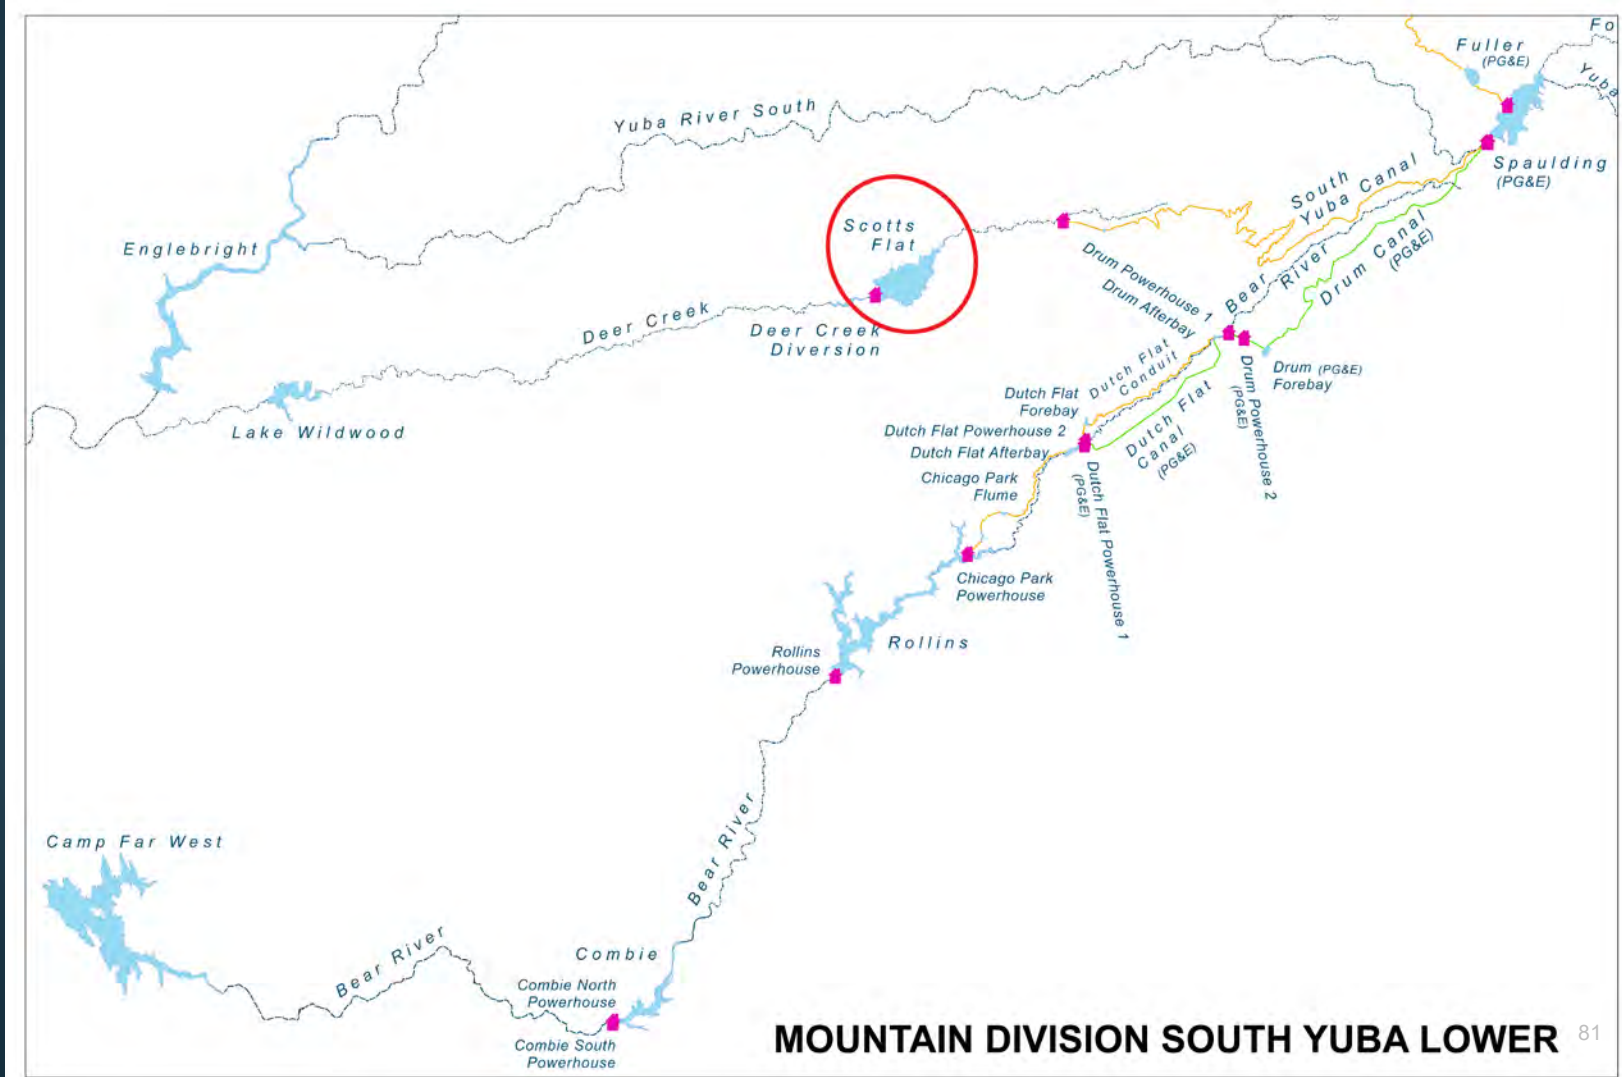 Fo
Fuller
(PG&E)
Yuba
Yuba River South
Spaulding
(PG&E)
South
Yuba Canal
Scotts
Flat
Englebright
Drum Canal
(PG&E)
Bear
River
Drum Powerhouse 1
Drum Afterbay
Deer Creek
Deer Creek
Diversion
Dutch Flat
Conduit
Drum (PG&E)
Forebay
Drum Powerhouse 2
(PG&E)
Dutch Flat
Forebay
Dutch Flat
Canal
(PG&E)
Lake Wildwood
Dutch Flat Powerhouse 2
Dutch Flat Afterbay
Chicago Park
Flume
Dutch Flat Powerhouse 1
(PG&E)
Chicago Park
Powerhouse
Rollins
Rollins
Powerhouse
Bear River
Camp Far West
Bear River
Combie
Combie North
Powerhouse
Combie South
Powerhouse
MOUNTAIN DIVISION SOUTH YUBA LOWER
81